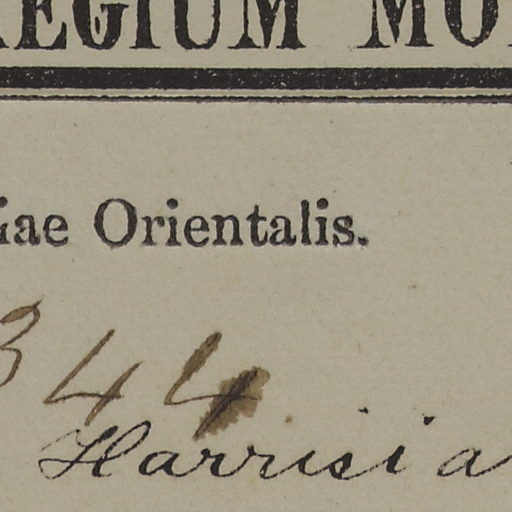 REGIUM MO
iae Orientalis.
344
Harrisia